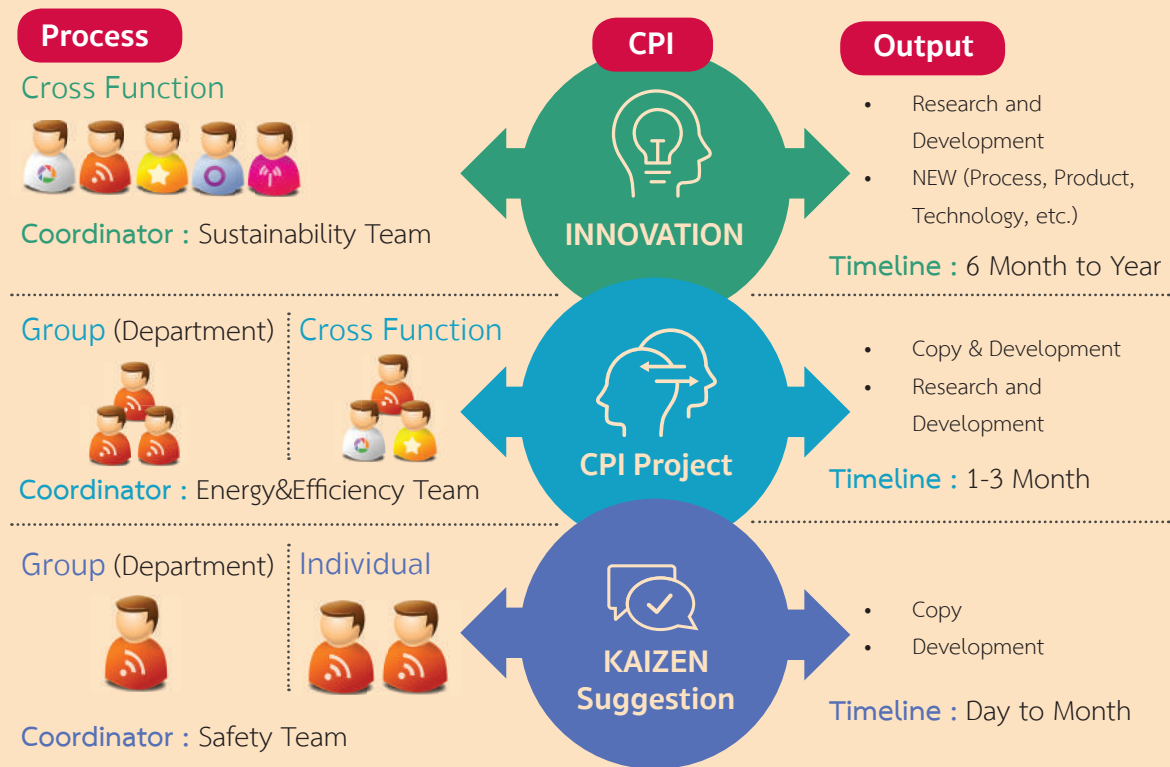 Process
CPI
Output
Cross Function
Coordinator : Sustainability Team
INNOVATION
• Research and
Development
• NEW (Process, Product,
Technology, etc.)
Timeline : 6 Month to Year
Group (Department)
Cross Function
Coordinator : Energy&Efficiency Team
CPI Project
• Copy & Development
• Research and
Development
Timeline : 1-3 Month
Group (Department)
Individual
Coordinator : Safety Team
KAIZEN
Suggestion
• Copy
• Development
Timeline : Day to Month